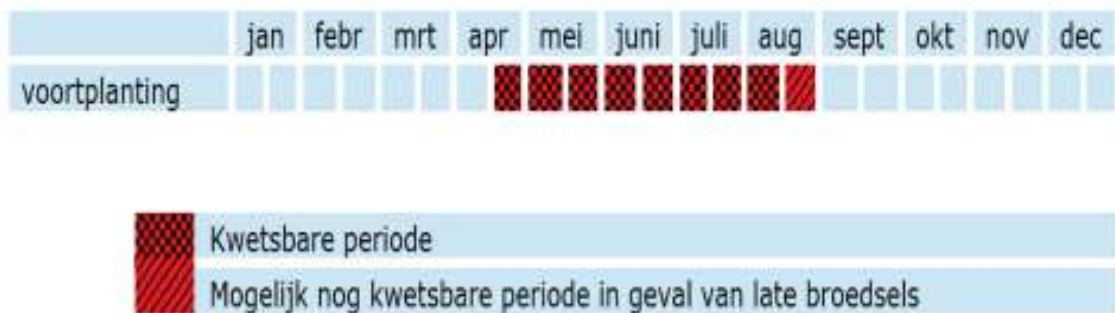 jan febr mrt apr mei juni juli aug sept okt nov dec
voortplanting
Kwetsbare periode
Mogelijk nog kwetsbare periode in geval van late broedsels